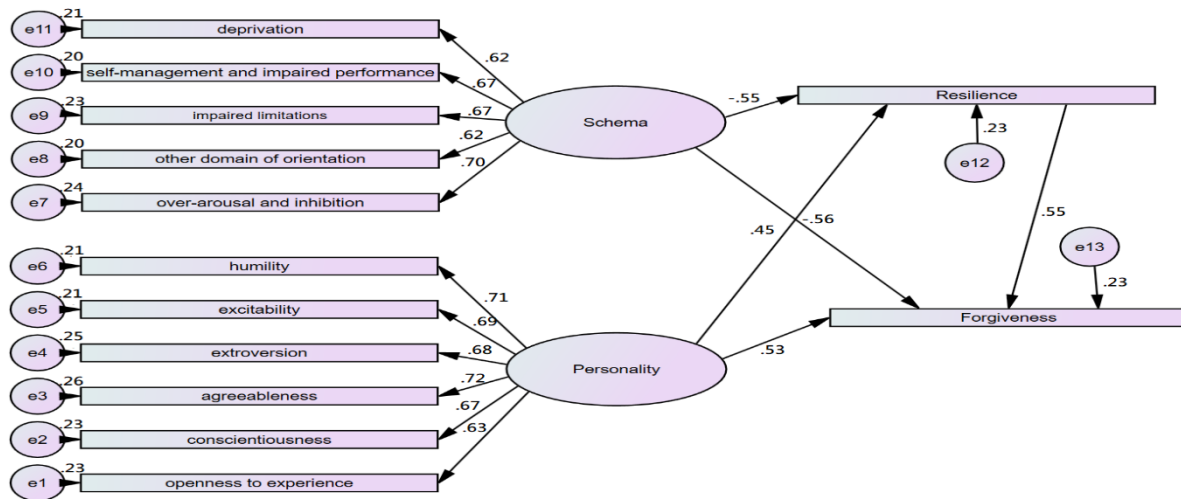 .21
e11
deprivation
.62
.20
e10
self-management and impaired performance
.67
.23
e9
impaired limitations
.67
.20
e8
other domain of orientation
.62
.24
e7
over-arousal and inhibition
.70
Schema
-.55
Resilience
.23
e12
-.56
.45
.55
e13
.23
Forgiveness
.53
.21
e6
humility
.71
.21
e5
excitability
.69
.25
e4
extroversion
.68
.26
e3
agreeableness
.72
.23
e2
conscientiousness
.67
.23
e1
openness to experience
.63
Personality